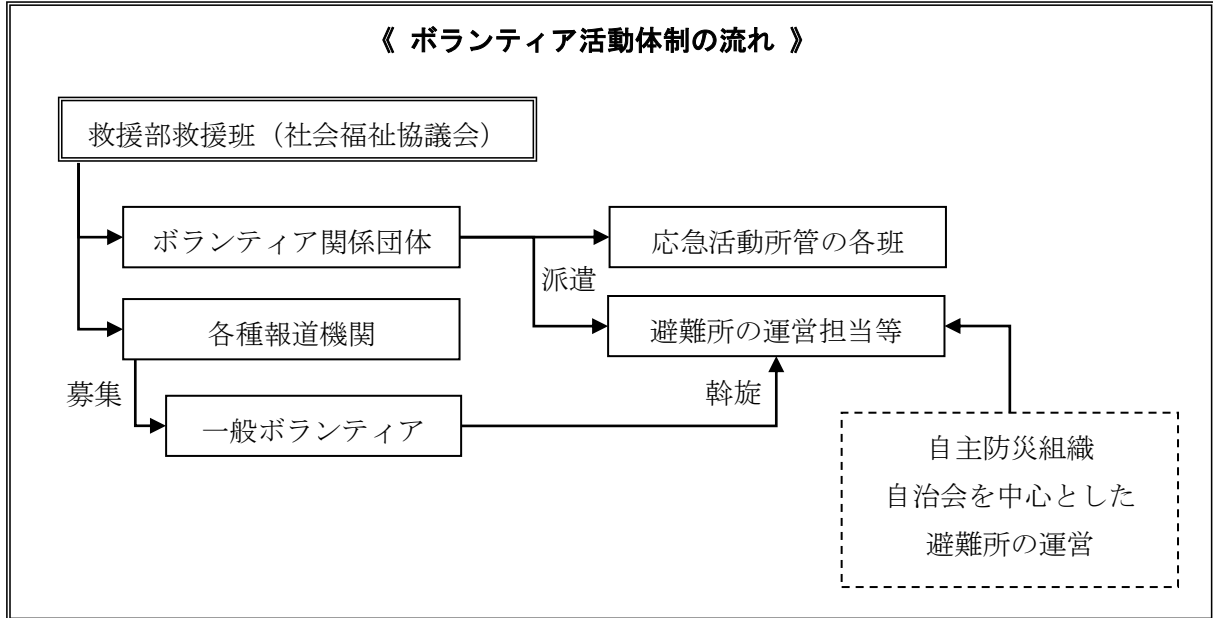 《 ボランティア活動体制の流れ 》
救援部救援班（社会福祉協議会）
ボランティア関係団体
応急活動所管の各班
派遣
各種報道機関
避難所の運営担当等
募集
斡旋
一般ボランティア
自主防災組織
自治会を中心とした
避難所の運営